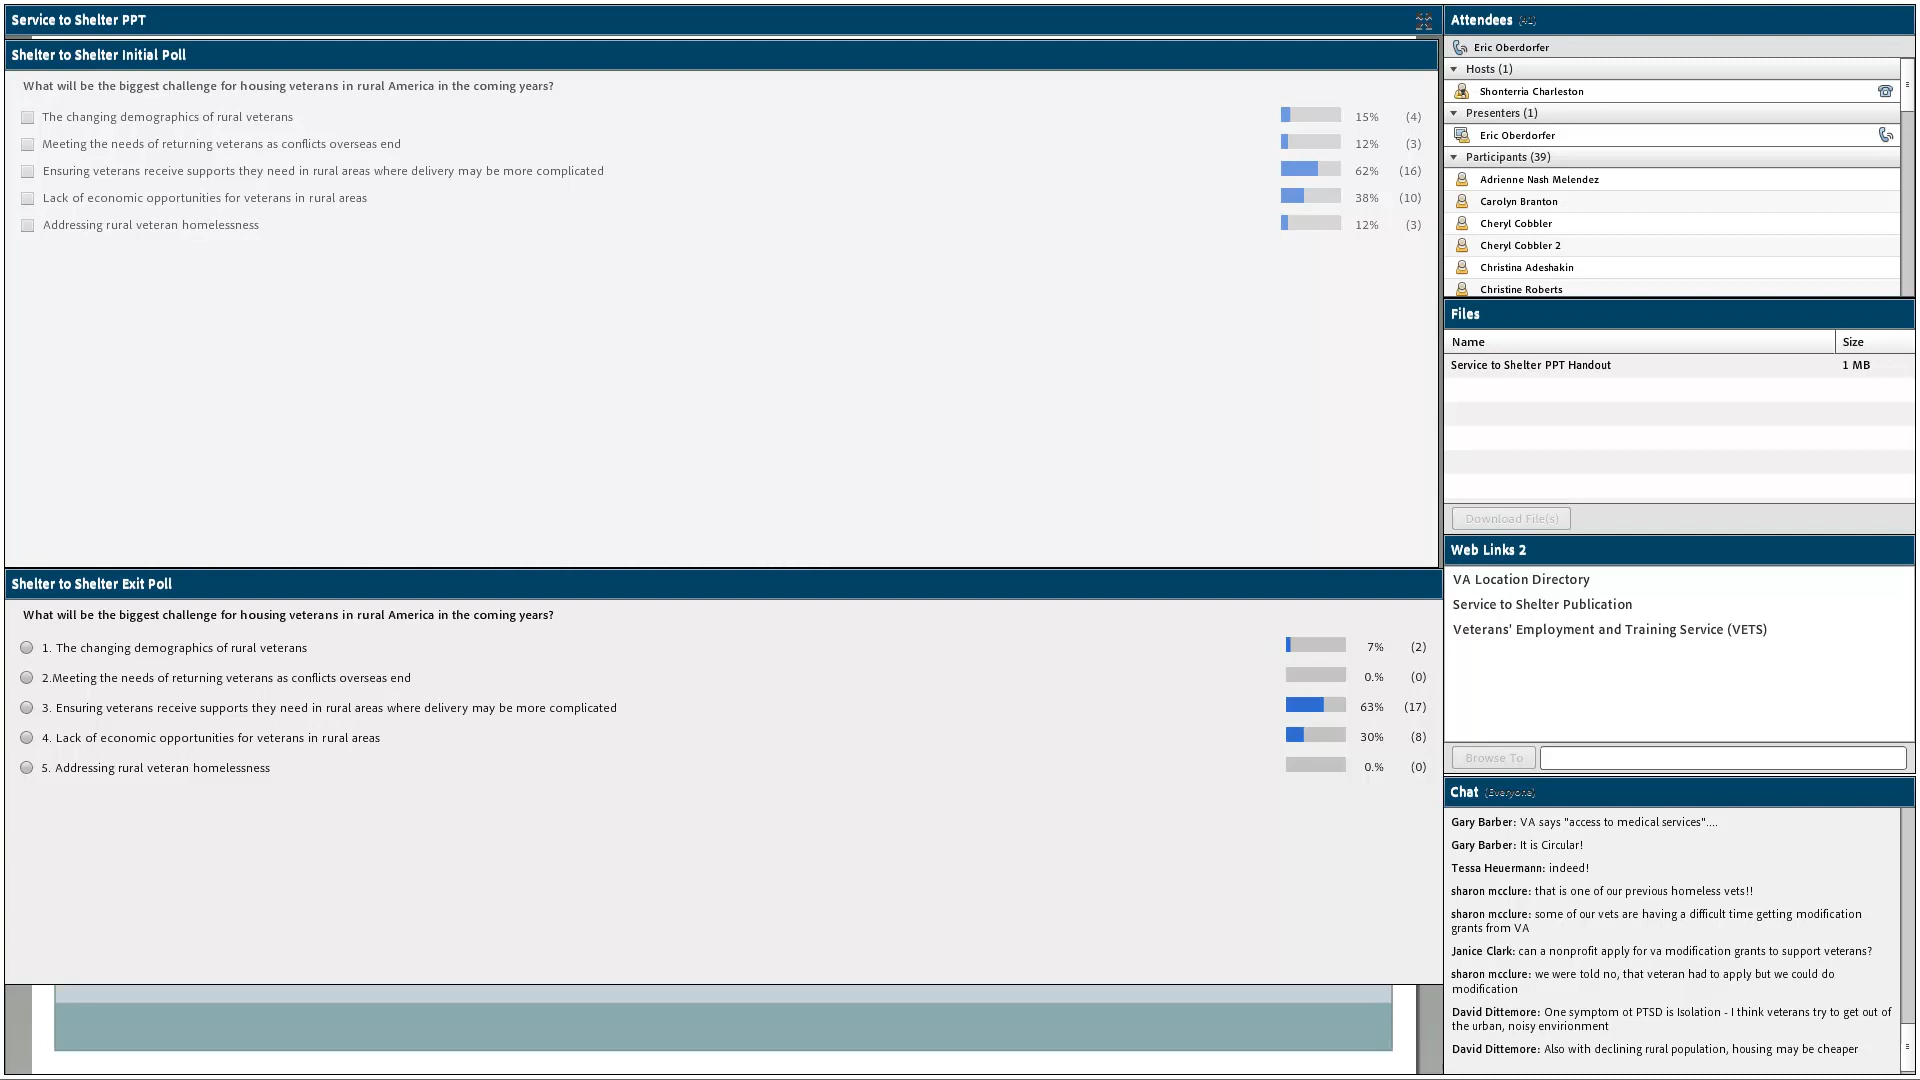 Service to Shelter PPT
Shelter to Shelter Initial Poll
What will be the biggest challenge for housing veterans in rural America in the coming years?
The changing demographics of rural veterans 15% (4)
Meeting the needs of returning veterans as conflicts overseas end 12% (3)
Ensuring veterans receive supports they need in rural areas where delivery may be more complicated 62% (16)
Lack of economic opportunities for veterans in rural areas 38% (10)
Addressing rural veteran homelessness 12% (3)
Shelter to Shelter Exit Poll
What will be the biggest challenge for housing veterans in rural America in the coming years?
1. The changing demographics of rural veterans 7% (2)
2.Meeting the needs of returning veterans as conflicts overseas end 0.% (0)
3. Ensuring veterans receive supports they need in rural areas where delivery may be more complicated 63% (17)
4. Lack of economic opportunities for veterans in rural areas 30% (8)
5. Addressing rural veteran homelessness 0.% (0)
Attendees (41)
Eric Oberdorfer
Hosts (1)
Shonterria Charleston
Presenters (1)
Eric Oberdorfer
Participants (39)
Adrienne Nash Melendez
Carolyn Branton
Cheryl Cobbler
Cheryl Cobbler 2
Christina Adeshakin
Christine Roberts
Files
Name Size
Service to Shelter PPT Handout 1 MB
Download File(s)
Web Links 2
VA Location Directory
Service to Shelter Publication
Veterans' Employment and Training Service (VETS)
Browse To
Chat (Everyone)
Gary Barber: VA says "access to medical services"....
Gary Barber: It is Circular!
Tessa Heuermann: indeed!
sharon mcclure: that is one of our previous homeless vets!!
sharon mcclure: some of our vets are having a difficult time getting modification
grants from VA
Janice Clark: can a nonprofit apply for va modification grants to support veterans?
sharon mcclure: we were told no, that veteran had to apply but we could do
modification
David Dittemore: One symptom ot PTSD is Isolation - I think veterans try to get out of
the urban, noisy envirionment
David Dittemore: Also with declining rural population, housing may be cheaper